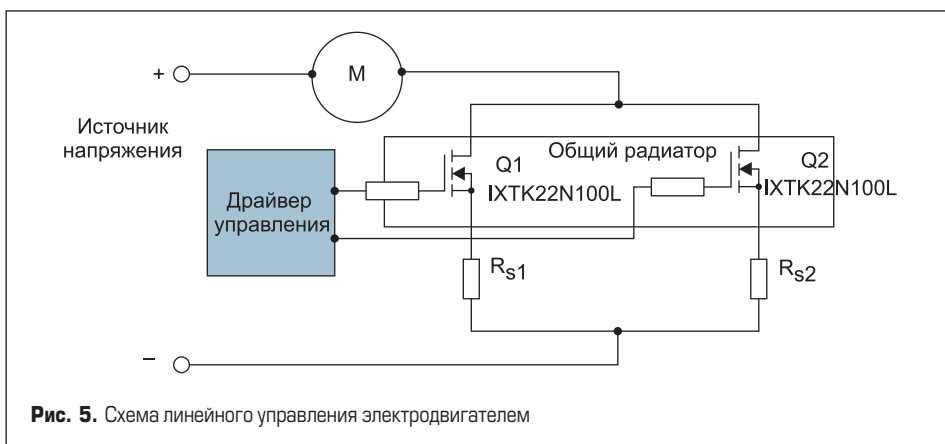 M
+
Источник
напряжения
Драйвер
управления
Q1
IXTK22N100L
Общий радиатор
Q2
IXTK22N100L
Rs1
Rs2
–
Рис. 5. Схема линейного управления электродвигателем